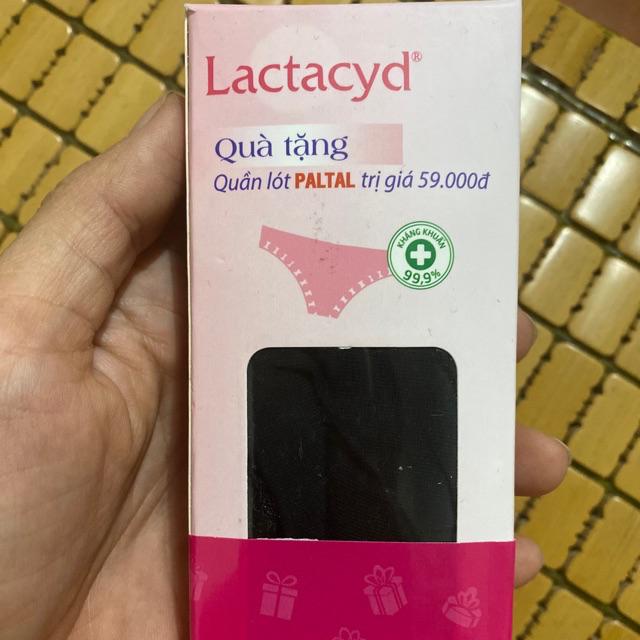 Lactacyd®
Quà tặng
Quần lót PALTAL trị giá 59.000đ
KHÁNG KHUẨN
99,9%